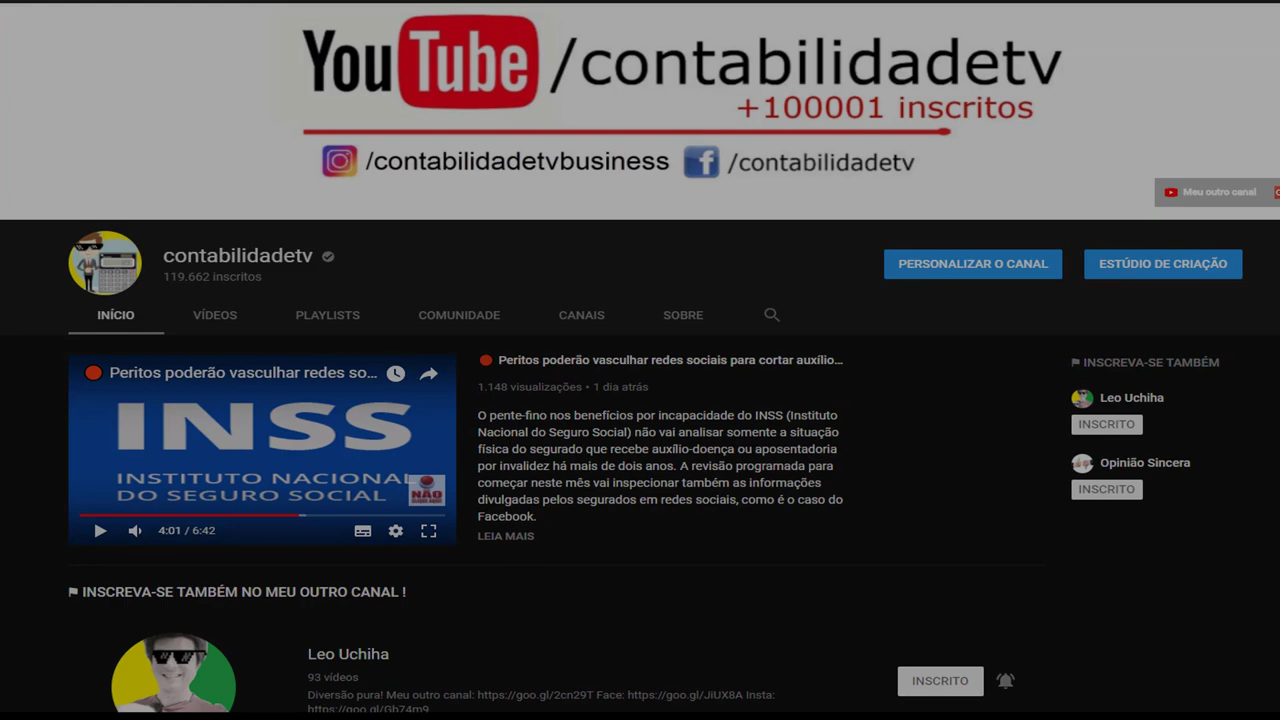 YouTube /contabilidadetv
+100001 inscritos
/contabilidadetvbusiness /contabilidadetv
Meu outro canal
contabilidadetv
119.662 inscritos
PERSONALIZAR O CANAL
ESTÚDIO DE CRIAÇÃO
INÍCIO VÍDEOS PLAYLISTS COMUNIDADE CANAIS SOBRE
Peritos poderão vasculhar redes so...
INSS
INSTITUTO NACIONAL
DO SEGURO SOCIAL
NÃO
4:01 / 6:42
Peritos poderão vasculhar redes sociais para cortar auxílio...
1.148 visualizações • 1 dia atrás
O pente-fino nos benefícios por incapacidade do INSS (Instituto
Nacional do Seguro Social) não vai analisar somente a situação
física do segurado que recebe auxílio-doença ou aposentadoria
por invalidez há mais de dois anos. A revisão programada para
começar neste mês vai inspecionar também as informações
divulgadas pelos segurados em redes sociais, como é o caso do
Facebook.
LEIA MAIS
INSCREVA-SE TAMBÉM
Leo Uchiha
INSCRITO
Opinião Sincera
INSCRITO
INSCREVA-SE TAMBÉM NO MEU OUTRO CANAL !
Leo Uchiha
93 vídeos
Diversão pura! Meu outro canal: https://goo.gl/2cn29T Face: https://goo.gl/JiUX8A Insta:
https://goo.gl/Gb74m9
INSCRITO